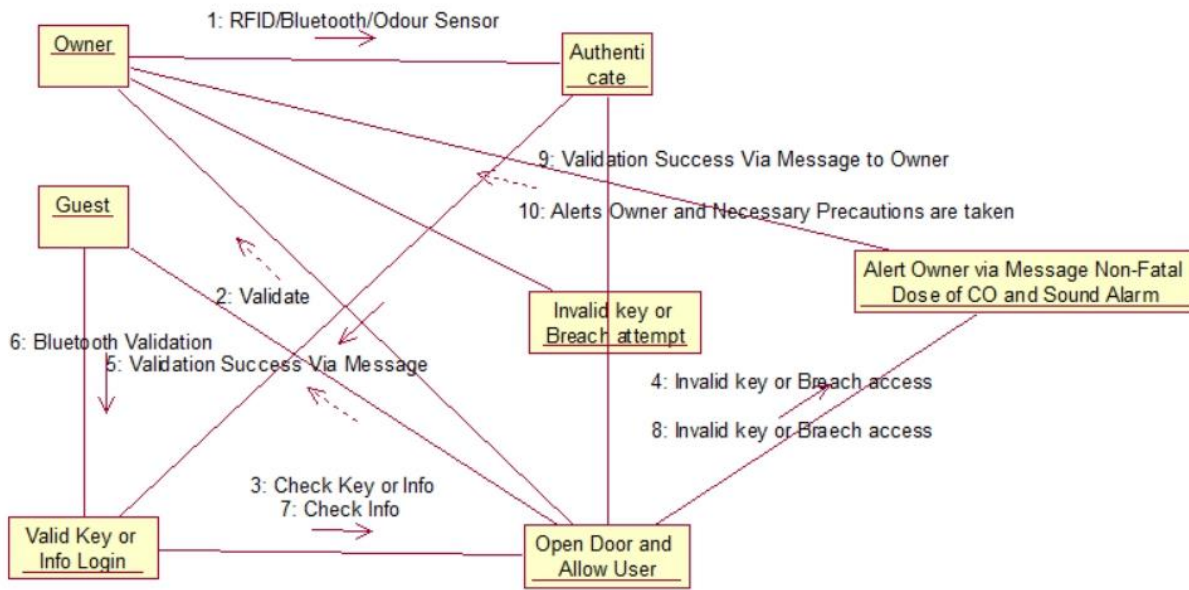 1: RFID/Bluetooth/Odour Sensor
Owner
Authenti
cate
9: Validation Success Via Message to Owner
Guest
10: Alerts Owner and Necessary Precautions are taken
Alert Owner via Message Non-Fatal
Dose of CO and Sound Alarm
2: Validate
Invalid key or
Breach attempt
6: Bluetooth Validation
5: Validation Success Via Message
4: Invalid key or Breach access
8: Invalid key or Braech access
3: Check Key or Info
7: Check Info
Valid Key or
Info Login
Open Door and
Allow User